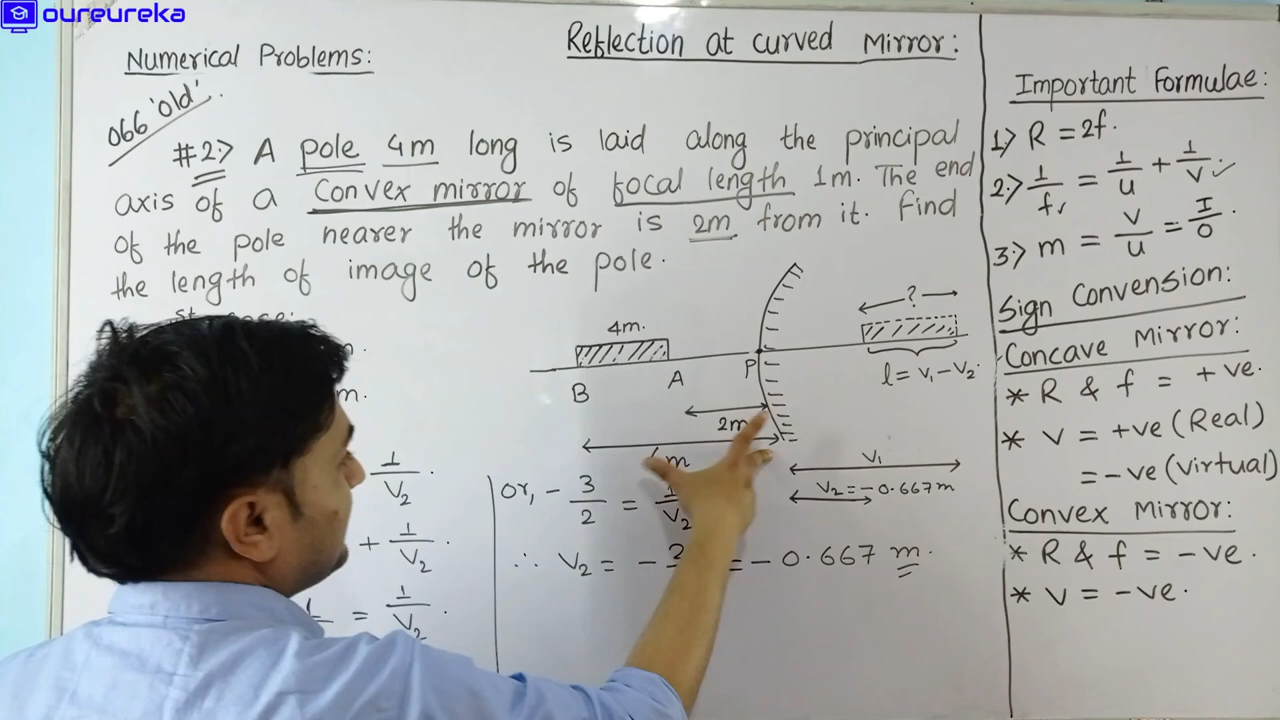 oureureka
Numerical Problems:
Reflection at curved Mirror:
066 'Old'.
#2:> A pole 4m long is laid along the principal
axis of a Convex mirror of focal length 1m. The end
of the pole nearer the mirror is 2m from it. Find
the length of image of the pole.
4m.
?
B
A
P
l = V₁ - V₂.
2m
m
V₁
V₂ = - 0.667 m
m.
m.
1/V₂ .
+ 1/V₂ .
= 1/V₂ .
or, - 3/2 = 1/V₂
∴ V₂ = - 2 = - 0.667 m.
Important Formulae:
1:> R = 2f.
2:> 1/f = 1/u + 1/v.
3:> m = v/u = I/O .
Sign Convension:
Concave Mirror:
* R & f = +ve.
* V = +ve (Real)
= -ve (Virtual)
Convex Mirror:
* R & f = -ve.
* V = -ve.